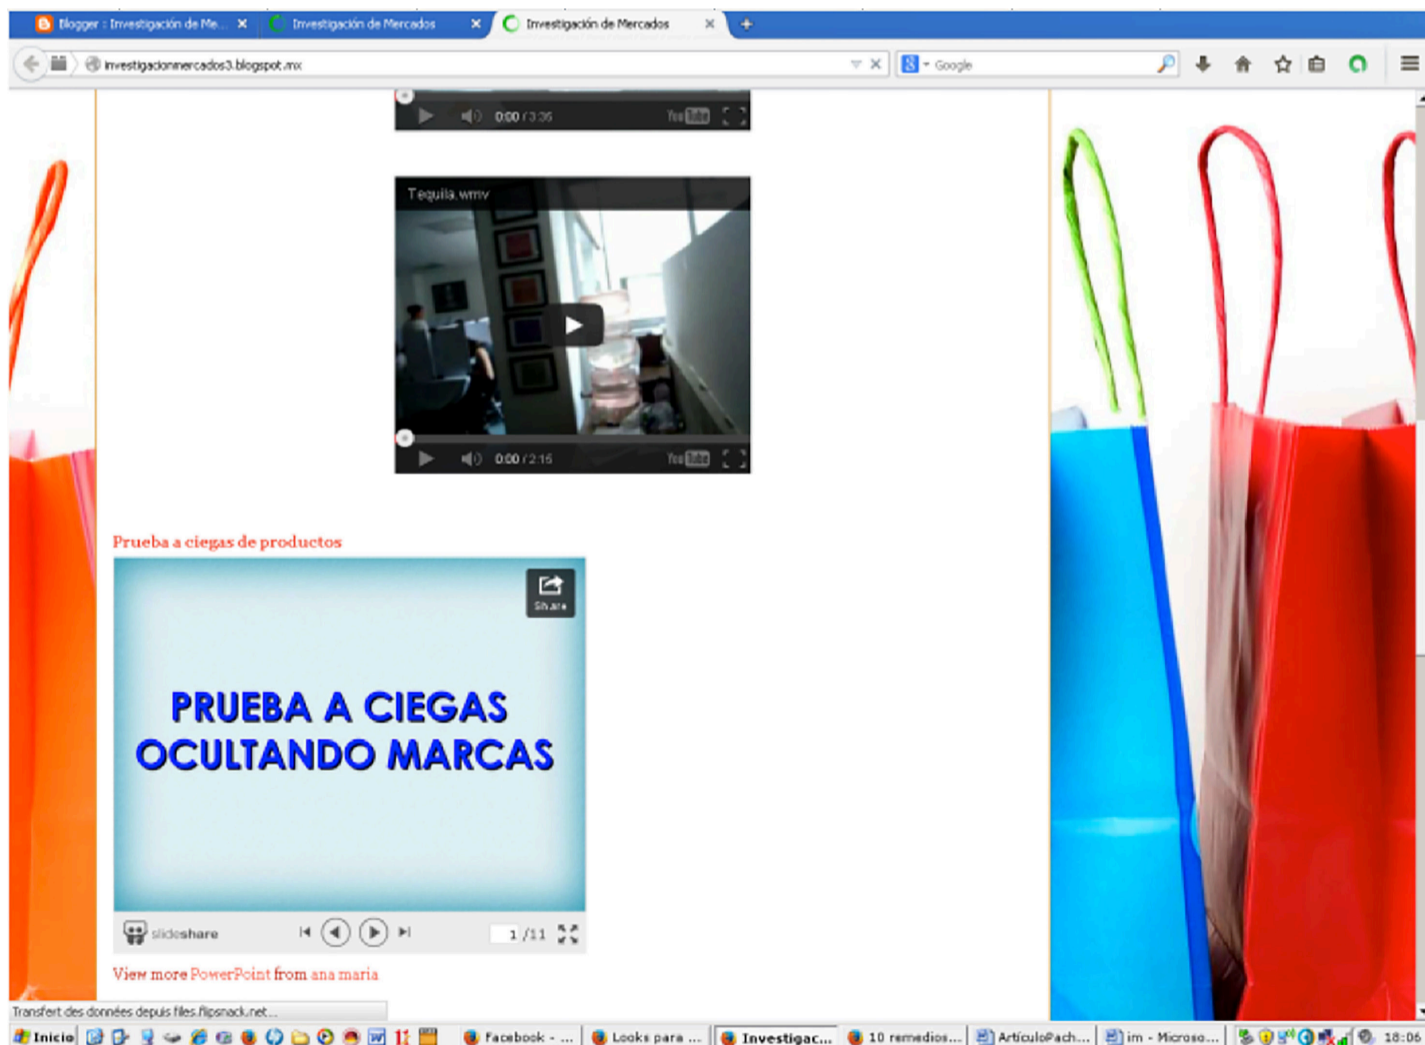 Blogger : Investigación de Me...
Investigación de Mercados
Investigación de Mercados
investigacionmercados3.blogspot.mx
Google
0:00 / 3:35
YouTube
Tequila.wmv
0:00 / 2:16
YouTube
Prueba a ciegas de productos
Share
PRUEBA A CIEGAS
OCULTANDO MARCAS
slideshare
1 /11
View more PowerPoint from ana maria
Transfert des données depuis files.flipsnack.net...
Inicio
Facebook - ...
Looks para ...
Investigac...
10 remedios...
ArtículoPach...
im - Microso...
18:06